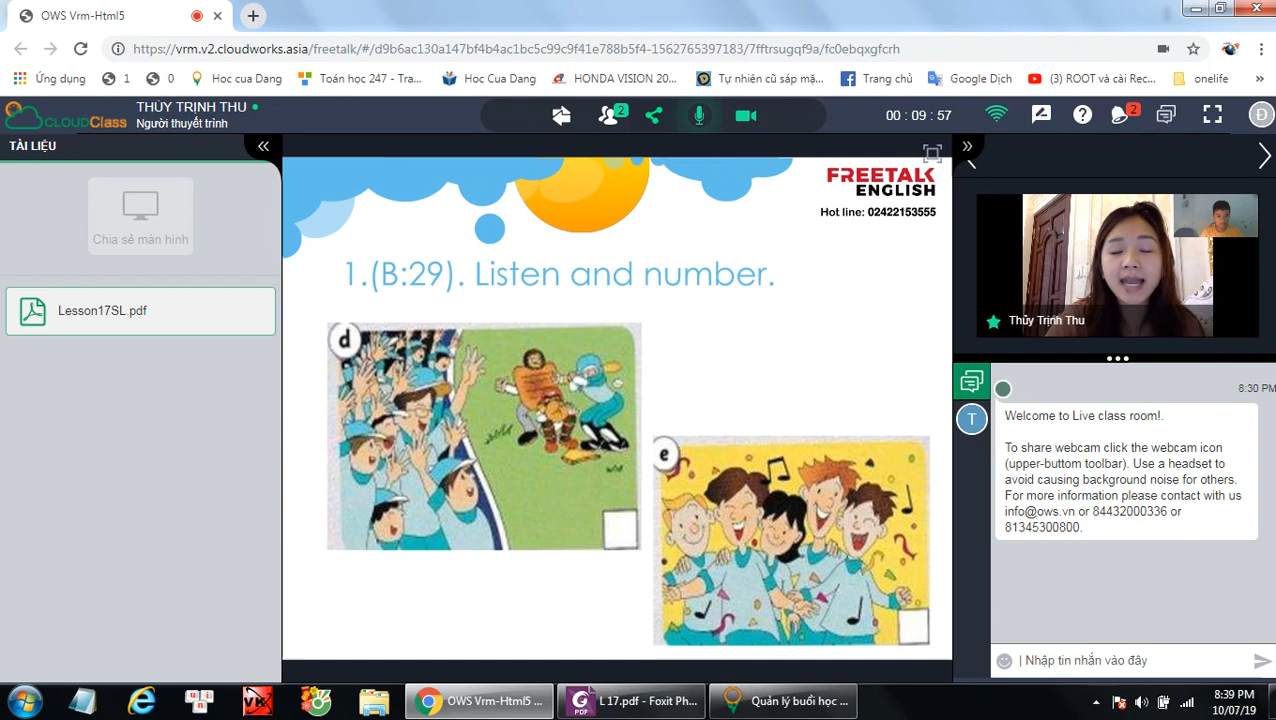 OWS Vrm-Html5
https://vrm.v2.cloudworks.asia/freetalk/#/d9b6ac130a147bf4b4ac1bc5c99c9f41e788b5f4-1562765397183/7fftrsugqf9a/fc0ebqxgfcrh
Ứng dụng 1 0 Hoc cua Dang Toán học 247 - Tra... Học Cua Dang HONDA VISION 20... Tự nhiên cũ sáp mặ... Trang chủ Google Dịch (3) ROOT và cài Rec... onelife »
CLOUDClass
THỦY TRỊNH THU
Người thuyết trình
2
00 : 09 : 57
2
Đ
TÀI LIỆU
Chia sẻ màn hình
Lesson17SL.pdf
FREETALK
ENGLISH
Hot line: 02422153555
1.(B:29). Listen and number.
d
e
Thủy Trịnh Thu
8:30 PM
T
Welcome to Live class room!.
To share webcam click the webcam icon
(upper-buttom toolbar). Use a headset to
avoid causing background noise for others.
For more information please contact with us
info@ows.vn or 84432000336 or
81345300800.
Nhập tin nhắn vào đây
OWS Vrm-Html5 ...
L 17.pdf - Foxit Ph...
Quản lý buổi học ...
8:39 PM
10/07/19